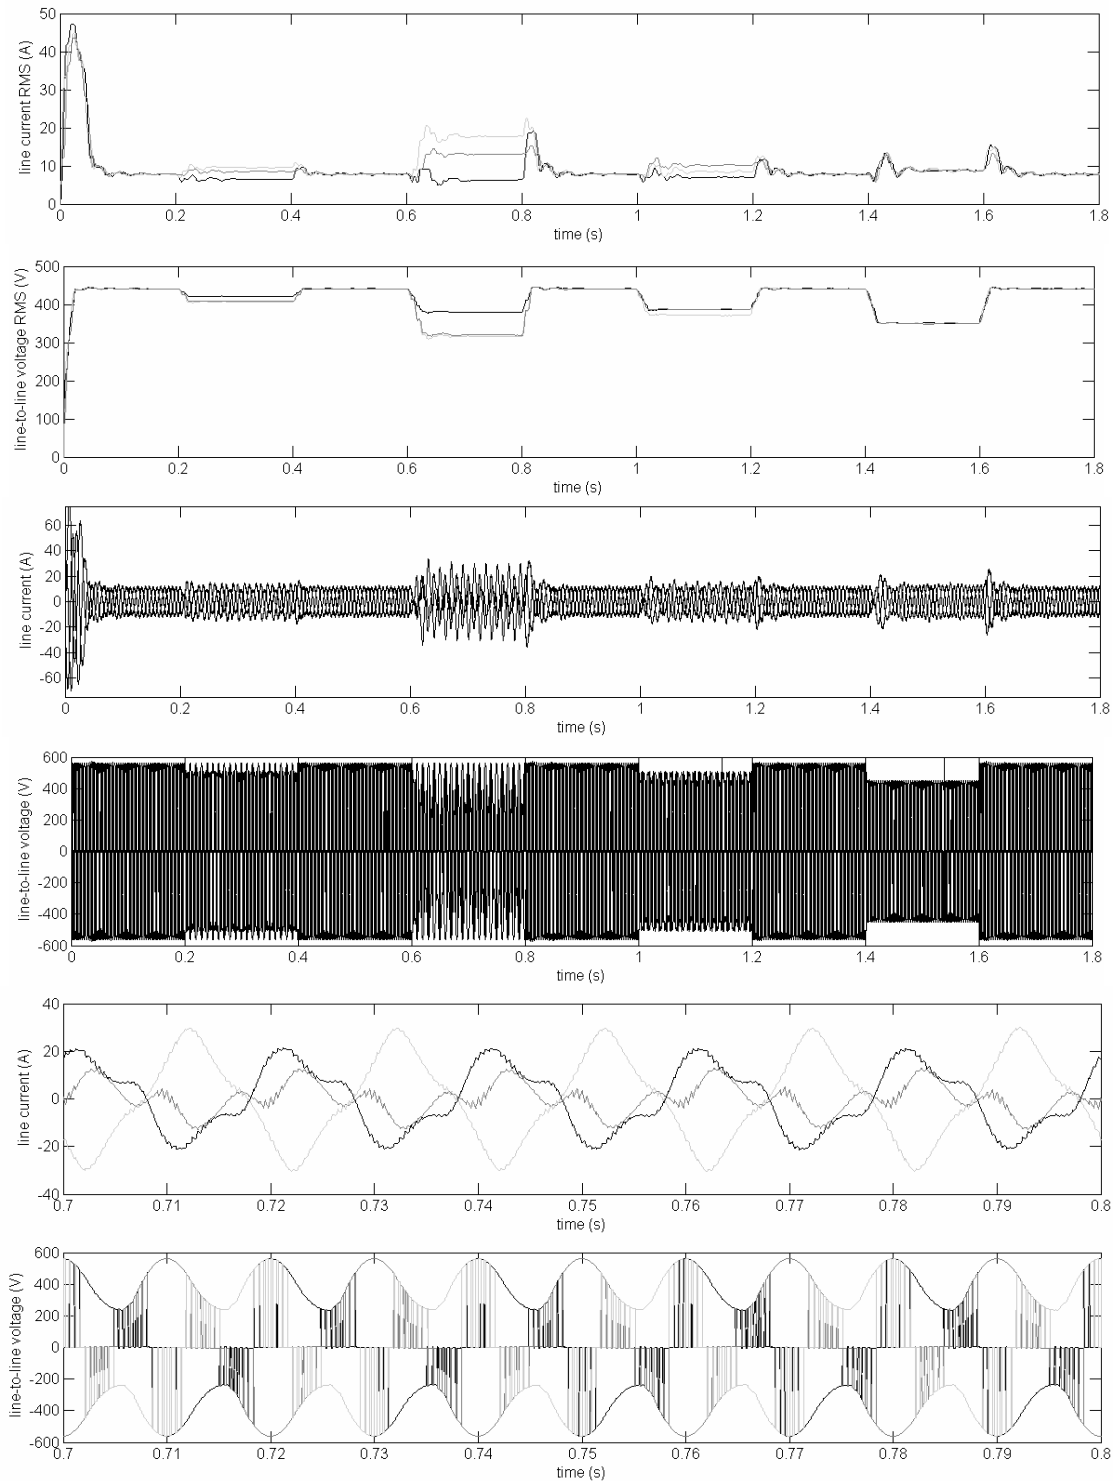 line current RMS (A)
50
40
30
20
10
0
0 0.2 0.4 0.6 0.8 1 1.2 1.4 1.6 1.8
time (s)
line-to-line voltage RMS (V)
500
400
300
200
100
0
0 0.2 0.4 0.6 0.8 1 1.2 1.4 1.6 1.8
time (s)
line current (A)
60
40
20
0
-20
-40
-60
0 0.2 0.4 0.6 0.8 1 1.2 1.4 1.6 1.8
time (s)
line-to-line voltage (V)
600
400
200
0
-200
-400
-600
0 0.2 0.4 0.6 0.8 1 1.2 1.4 1.6 1.8
time (s)
line current (A)
40
20
0
-20
-40
0.7 0.71 0.72 0.73 0.74 0.75 0.76 0.77 0.78 0.79 0.8
time (s)
line-to-line voltage (V)
600
400
200
0
-200
-400
-600
0.7 0.71 0.72 0.73 0.74 0.75 0.76 0.77 0.78 0.79 0.8
time (s)